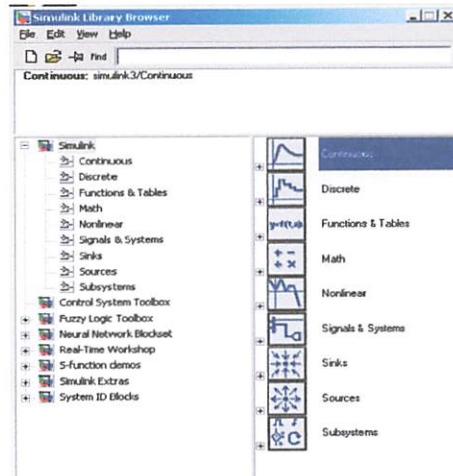 Simulink Library Browser
File Edit View Help
Find
Continuous: simulink3/Continuous
Simulink
Continuous
Discrete
Functions & Tables
Math
Nonlinear
Signals & Systems
Sinks
Sources
Subsystems
Control System Toolbox
Fuzzy Logic Toolbox
Neural Network Blockset
Real-Time Workshop
S-function demos
Simulink Extras
System ID Blocks
Continuous
Discrete
y=f(t,u)
Functions & Tables
Math
Nonlinear
Signals & Systems
Sinks
Sources
Subsystems